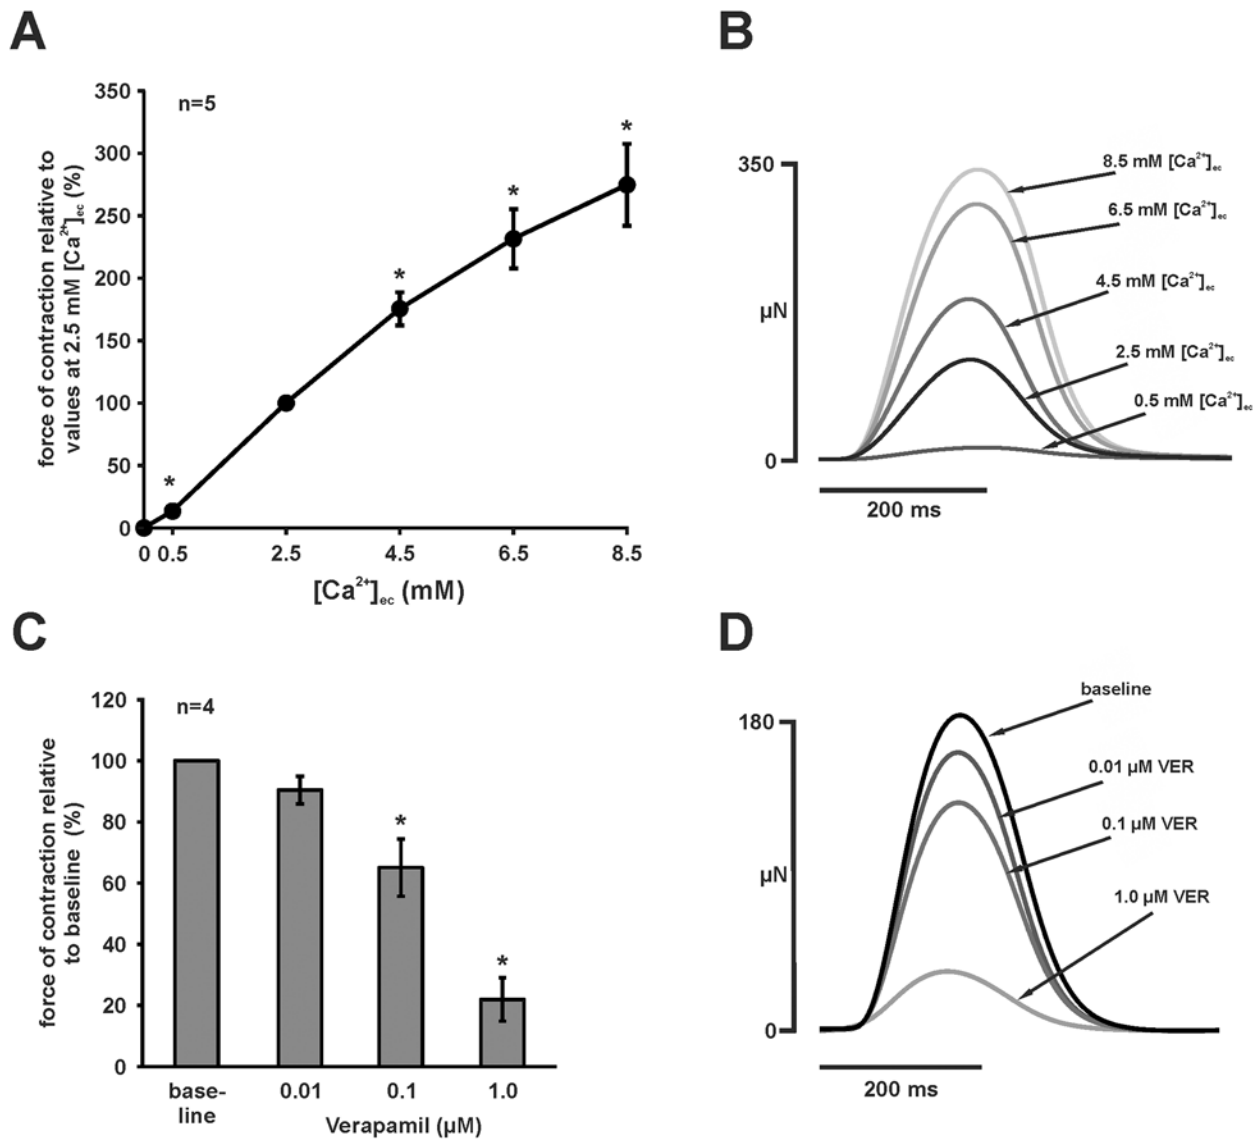 A
n=5
force of contraction relative to
values at 2.5 mM [Ca²⁺]ec (%)
350
300
250
200
150
100
50
0
*
*
*
*
0 0.5 2.5 4.5 6.5 8.5
[Ca²⁺]ec (mM)
B
350
µN
0
8.5 mM [Ca²⁺]ec
6.5 mM [Ca²⁺]ec
4.5 mM [Ca²⁺]ec
2.5 mM [Ca²⁺]ec
0.5 mM [Ca²⁺]ec
200 ms
C
n=4
force of contraction relative
to baseline (%)
120
100
80
60
40
20
0
*
*
base-
line
0.01 0.1 1.0
Verapamil (µM)
D
180
µN
0
baseline
0.01 µM VER
0.1 µM VER
1.0 µM VER
200 ms